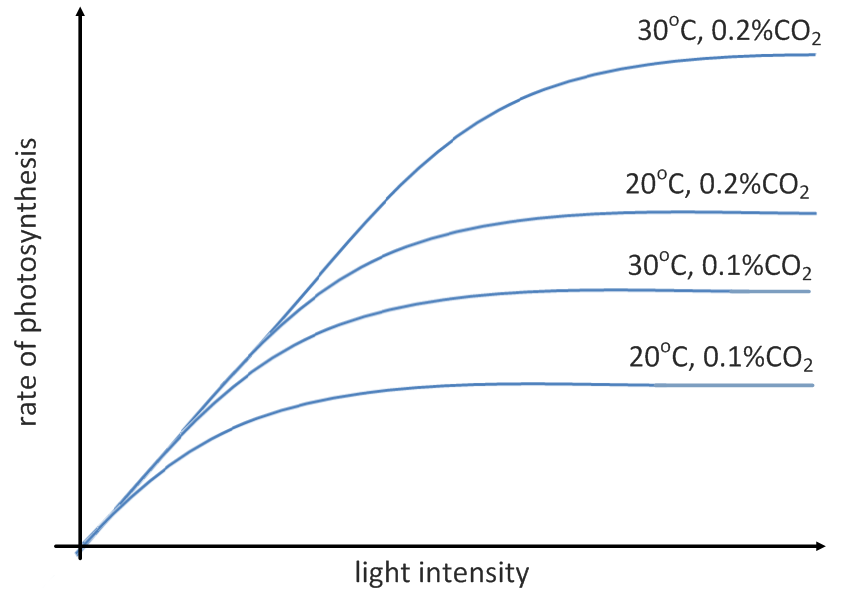 30°C, 0.2%CO₂
20°C, 0.2%CO₂
30°C, 0.1%CO₂
20°C, 0.1%CO₂
rate of photosynthesis
light intensity